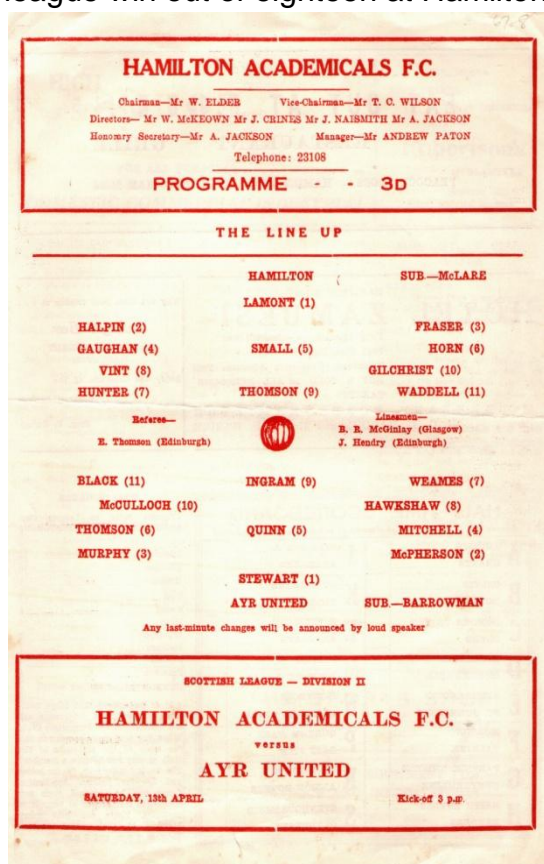 league win out of eighteen at Hamilton
67.8
HAMILTON ACADEMICALS F.C.
Chairman—Mr W. ELDER Vice-Chairman—Mr T. C. WILSON
Directors— Mr W. McKEOWN Mr J. CRINES Mr J. NAISMITH Mr A. JACKSON
Honorary Secretary—Mr A. JACKSON Manager—Mr ANDREW PATON
Telephone: 23108
PROGRAMME - - 3D
THE LINE UP
HAMILTON SUB.—McLARE
LAMONT (1)
HALPIN (2) FRASER (3)
GAUGHAN (4) SMALL (5) HORN (6)
VINT (8) GILCHRIST (10)
HUNTER (7) THOMSON (9) WADDELL (11)
Referee— Linesmen—
E. Thomson (Edinburgh) B. R. McGinlay (Glasgow)
J. Hendry (Edinburgh)
BLACK (11) INGRAM (9) WEAMES (7)
McCULLOCH (10) HAWKSHAW (8)
THOMSON (6) QUINN (5) MITCHELL (4)
MURPHY (3) McPHERSON (2)
STEWART (1)
AYR UNITED SUB.—BARROWMAN
Any last-minute changes will be announced by loud speaker
SCOTTISH LEAGUE — DIVISION II
HAMILTON ACADEMICALS F.C.
versus
AYR UNITED
SATURDAY, 13th APRIL Kick-off 3 p.m.